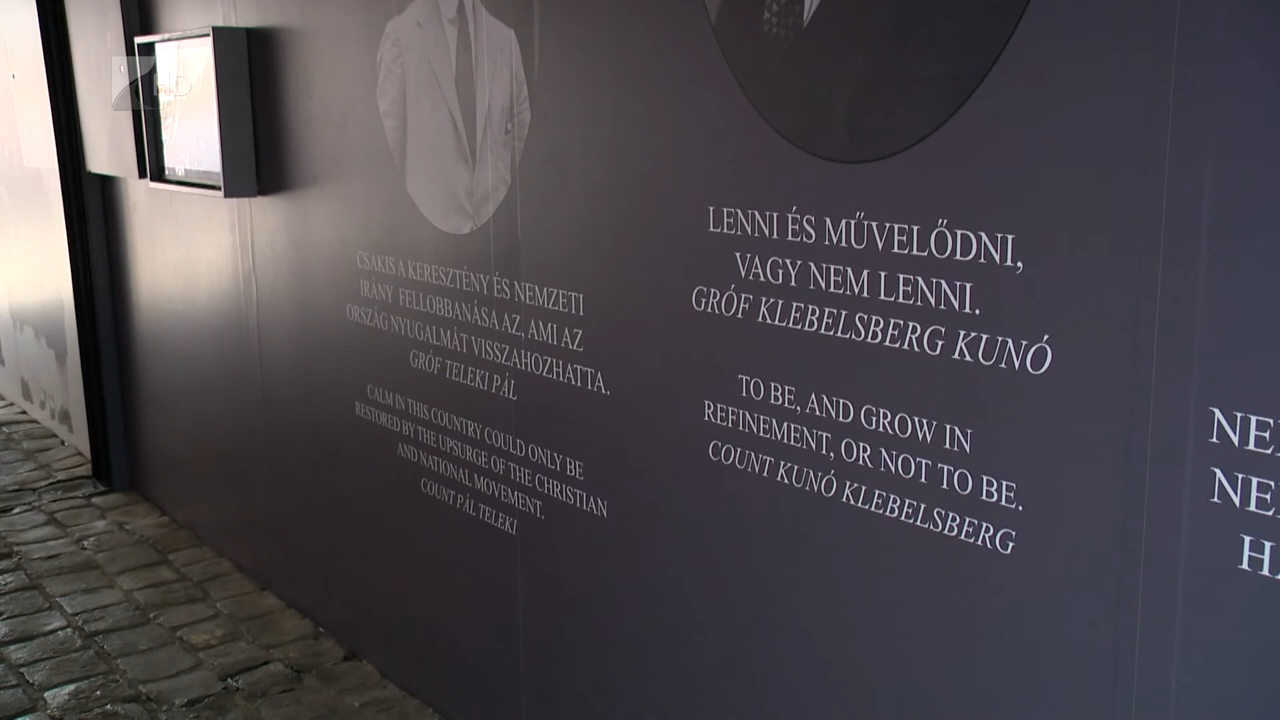 HD
CSAKIS A KERESZTÉNY ÉS NEMZETI
IRÁNY FELLOBBANÁSA AZ, AMI AZ
ORSZÁG NYUGALMÁT VISSZAHOZHATTA.
GRÓF TELEKI PÁL
CALM IN THIS COUNTRY COULD ONLY BE
RESTORED BY THE UPSURGE OF THE CHRISTIAN
AND NATIONAL MOVEMENT.
COUNT PÁL TELEKI
LENNI ÉS MŰVELŐDNI,
VAGY NEM LENNI.
GRÓF KLEBELSBERG KUNÓ
TO BE, AND GROW IN
REFINEMENT, OR NOT TO BE.
COUNT KUNÓ KLEBELSBERG